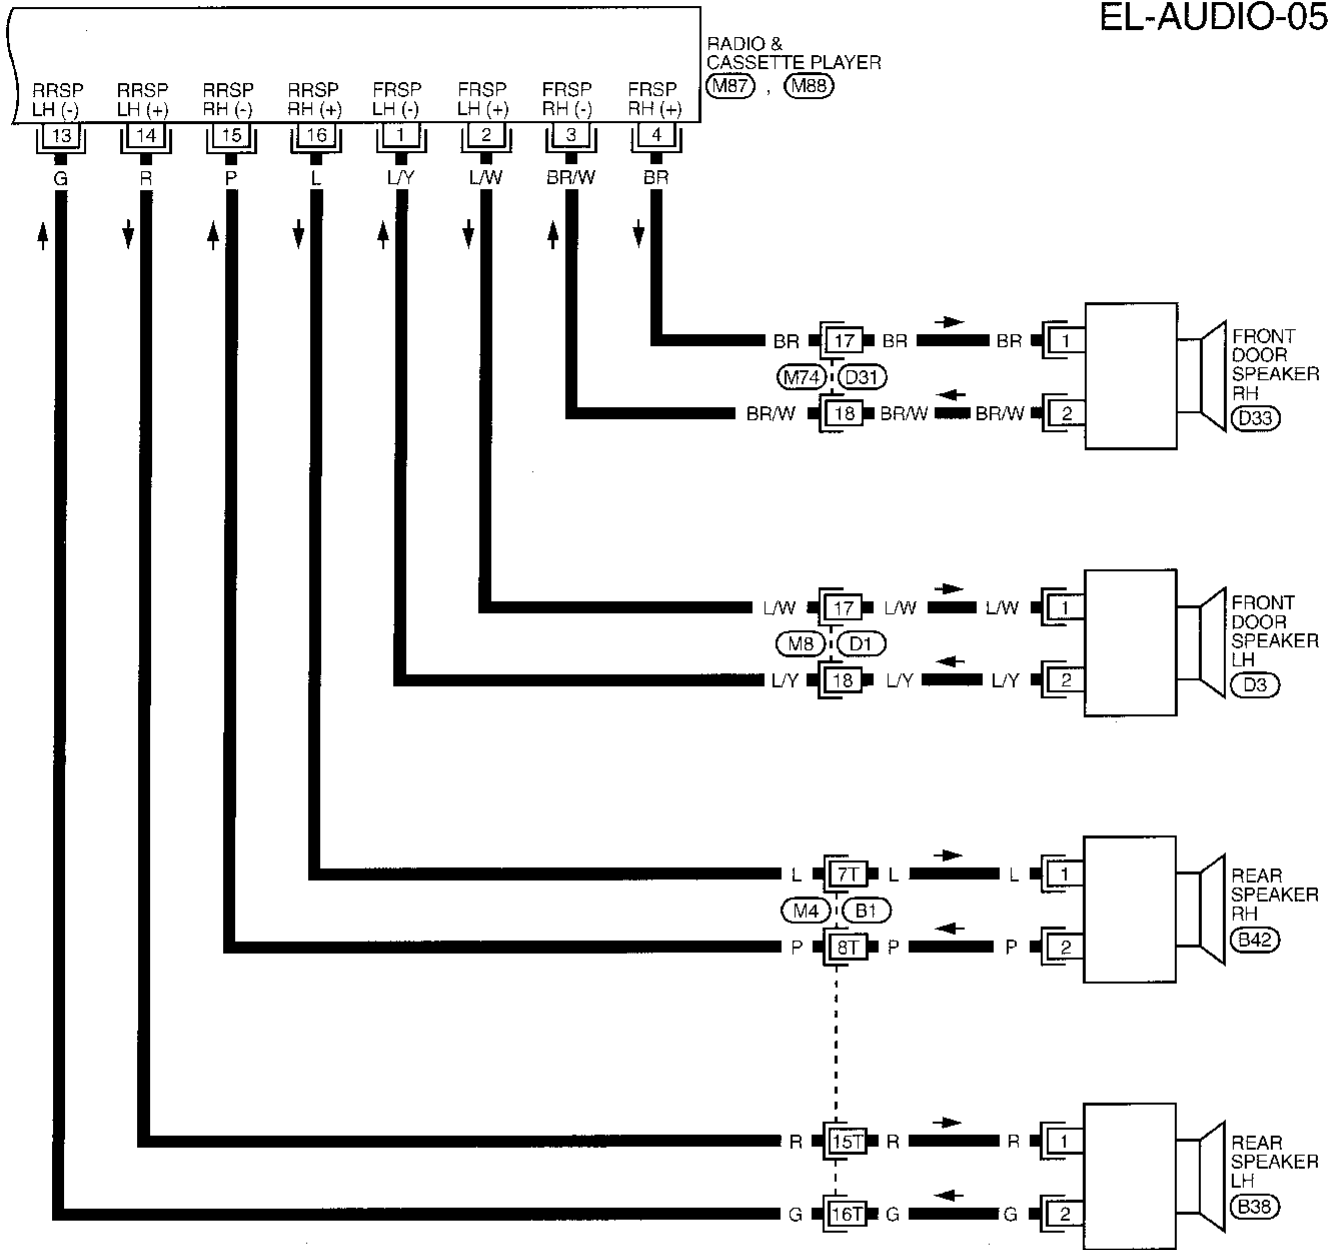 EL-AUDIO-05
RADIO &
CASSETTE PLAYER
M87 , M88
RRSP RRSP RRSP RRSP FRSP FRSP FRSP FRSP
LH (-) LH (+) RH (-) RH (+) LH (-) LH (+) RH (-) RH (+)
13 14 15 16 1 2 3 4
G R P L L/Y L/W BR/W BR
BR 17 BR BR 1
M74 D31
BR/W 18 BR/W BR/W 2
FRONT
DOOR
SPEAKER
RH
D33
L/W 17 L/W L/W 1
M8 D1
L/Y 18 L/Y L/Y 2
FRONT
DOOR
SPEAKER
LH
D3
L 7T L L 1
M4 B1
P 8T P P 2
REAR
SPEAKER
RH
B42
R 15T R R 1
G 16T G G 2
REAR
SPEAKER
LH
B38